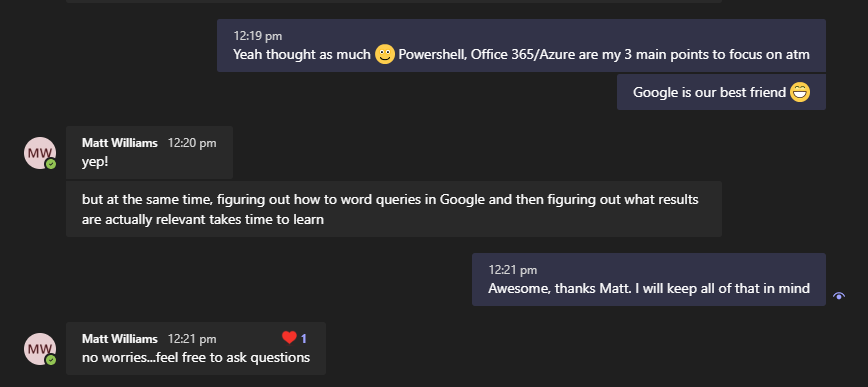 12:19 pm
Yeah thought as much 🙂 Powershell, Office 365/Azure are my 3 main points to focus on atm
Google is our best friend 😁
MW
Matt Williams 12:20 pm
yep!
but at the same time, figuring out how to word queries in Google and then figuring out what results
are actually relevant takes time to learn
12:21 pm
Awesome, thanks Matt. I will keep all of that in mind
MW
Matt Williams 12:21 pm ❤️ 1
no worries...feel free to ask questions